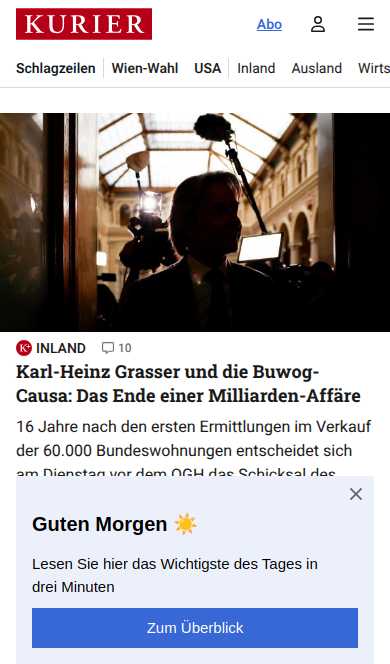 KURIER
Abo
Schlagzeilen Wien-Wahl USA Inland Ausland Wirts
K+ INLAND 10
Karl-Heinz Grasser und die Buwog-
Causa: Das Ende einer Milliarden-Affäre
16 Jahre nach den ersten Ermittlungen im Verkauf
der 60.000 Bundeswohnungen entscheidet sich
am Dienstag vor dem OGH das Schicksal des
Guten Morgen ☀️
Lesen Sie hier das Wichtigste des Tages in
drei Minuten
Zum Überblick